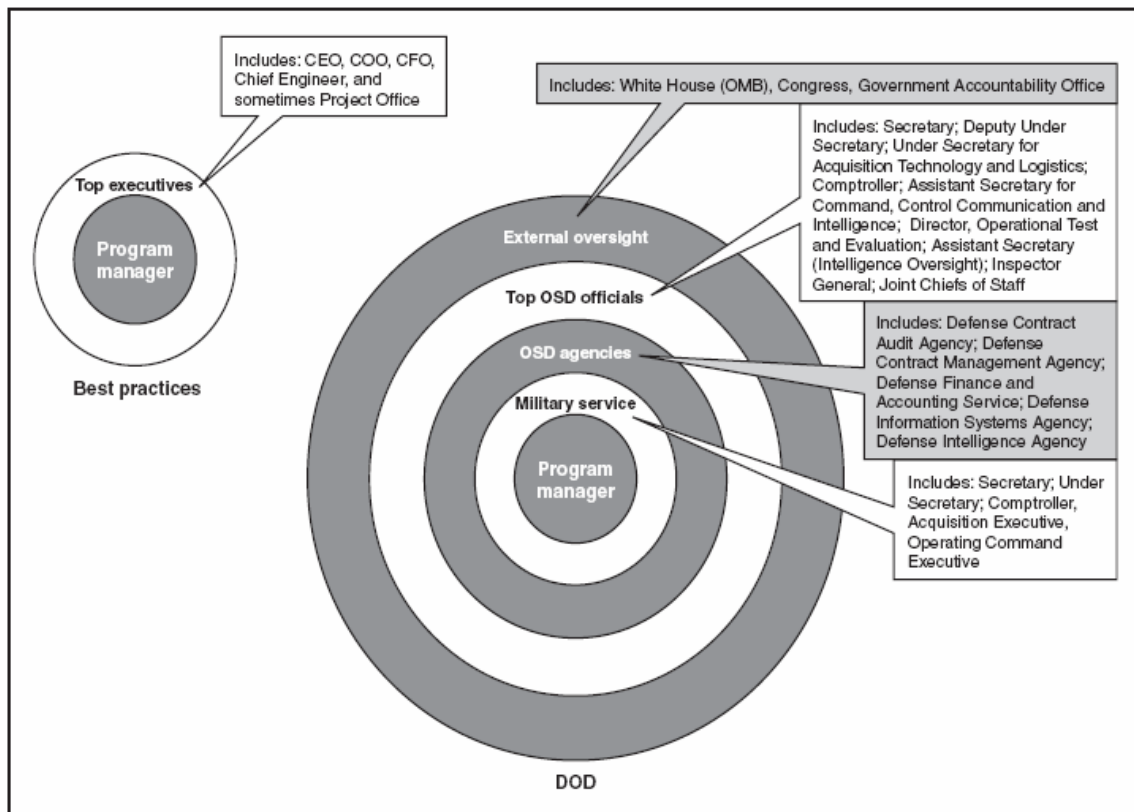 Includes: CEO, COO, CFO,
Chief Engineer, and
sometimes Project Office
Top executives
Program
manager
Best practices
Includes: White House (OMB), Congress, Government Accountability Office
Includes: Secretary; Deputy Under
Secretary; Under Secretary for
Acquisition Technology and Logistics;
Comptroller; Assistant Secretary for
Command, Control Communication and
Intelligence; Director, Operational Test
and Evaluation; Assistant Secretary
(Intelligence Oversight); Inspector
General; Joint Chiefs of Staff
Includes: Defense Contract
Audit Agency; Defense
Contract Management Agency;
Defense Finance and
Accounting Service; Defense
Information Systems Agency;
Defense Intelligence Agency
Includes: Secretary; Under
Secretary; Comptroller,
Acquisition Executive,
Operating Command
Executive
External oversight
Top OSD officials
OSD agencies
Military service
Program
manager
DOD